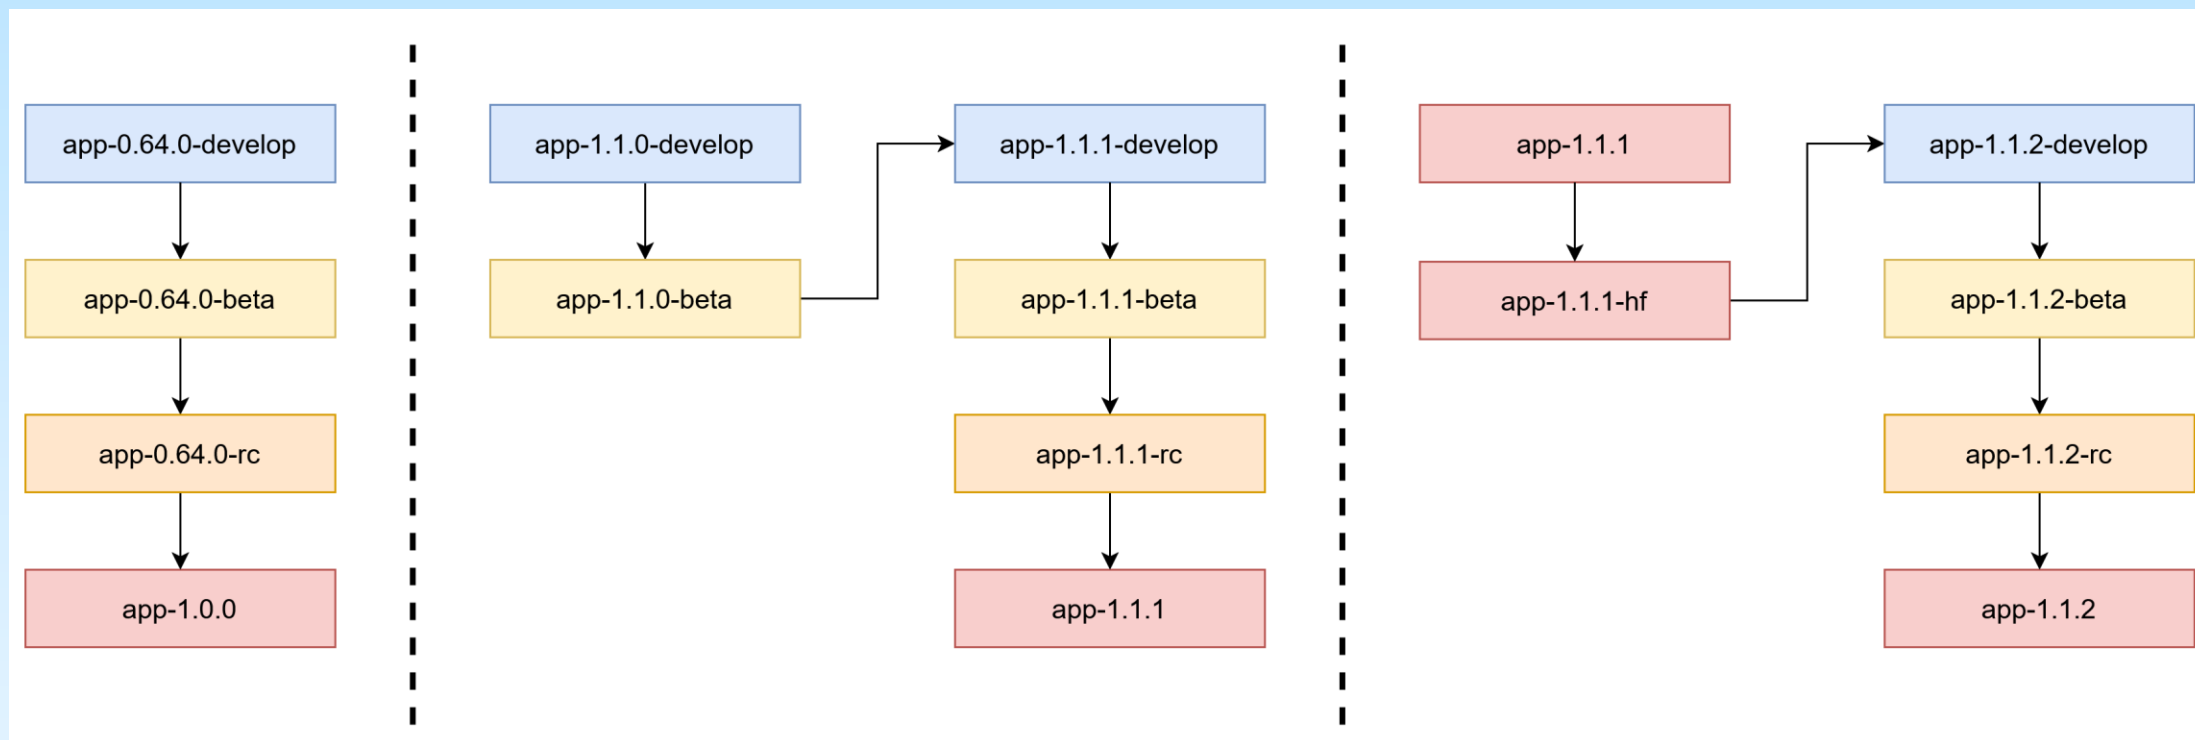 app-0.64.0-develop
app-0.64.0-beta
app-0.64.0-rc
app-1.0.0
app-1.1.0-develop
app-1.1.0-beta
app-1.1.1-develop
app-1.1.1-beta
app-1.1.1-rc
app-1.1.1
app-1.1.1
app-1.1.1-hf
app-1.1.2-develop
app-1.1.2-beta
app-1.1.2-rc
app-1.1.2